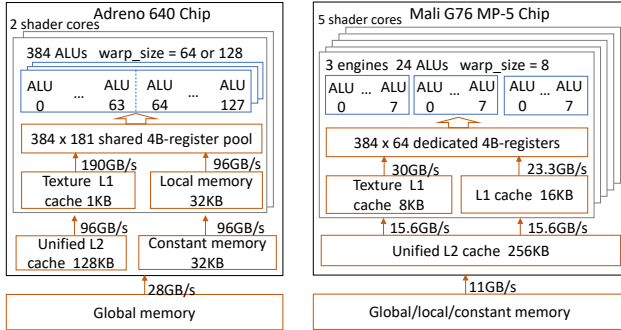 Adreno 640 Chip
2 shader cores
384 ALUs warp_size = 64 or 128
ALU ALU ALU ALU
0 ... 63 64 ... 127
384 x 181 shared 4B-register pool
190GB/s 96GB/s
Texture L1
cache 1KB
Local memory
32KB
96GB/s 96GB/s
Unified L2
cache 128KB
Constant memory
32KB
28GB/s
Global memory
Mali G76 MP-5 Chip
5 shader cores
3 engines 24 ALUs warp_size = 8
ALU ... ALU ALU ... ALU ALU ... ALU
0 7 0 7 0 7
384 x 64 dedicated 4B-registers
30GB/s 23.3GB/s
Texture L1
cache 8KB
L1 cache 16KB
15.6GB/s 15.6GB/s
Unified L2 cache 256KB
11GB/s
Global/local/constant memory